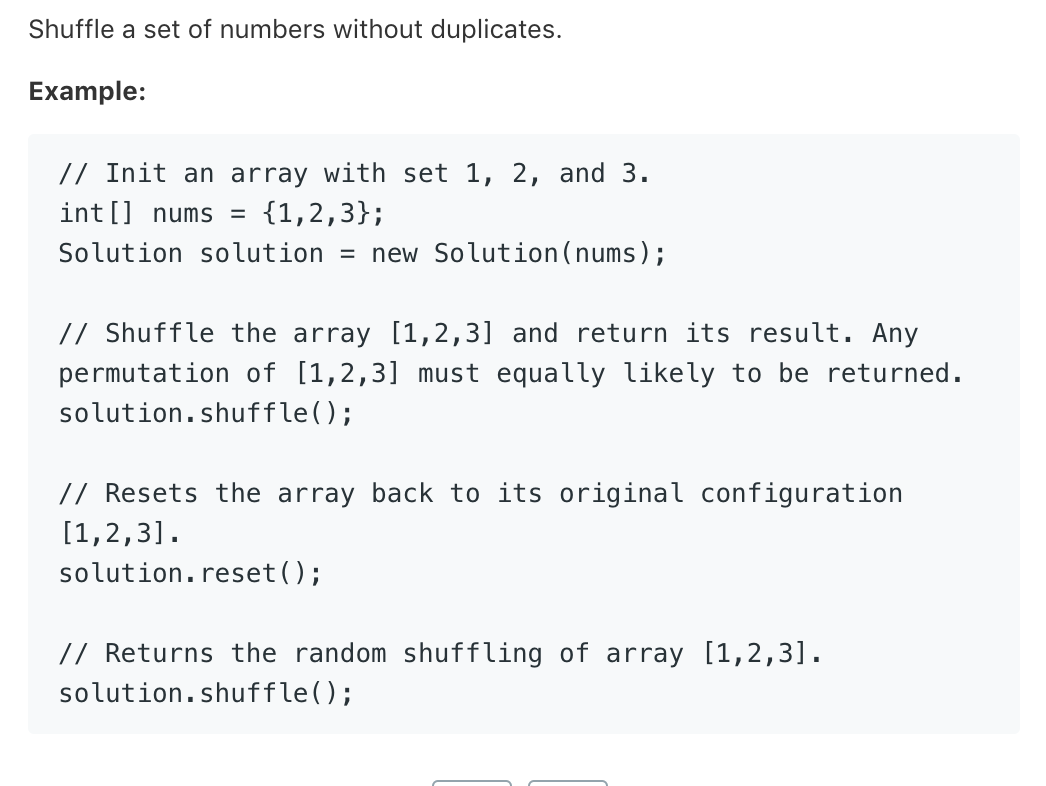 Shuffle a set of numbers without duplicates.
Example:
// Init an array with set 1, 2, and 3.
int[] nums = {1,2,3};
Solution solution = new Solution(nums);
// Shuffle the array [1,2,3] and return its result. Any
permutation of [1,2,3] must equally likely to be returned.
solution.shuffle();
// Resets the array back to its original configuration
[1,2,3].
solution.reset();
// Returns the random shuffling of array [1,2,3].
solution.shuffle();